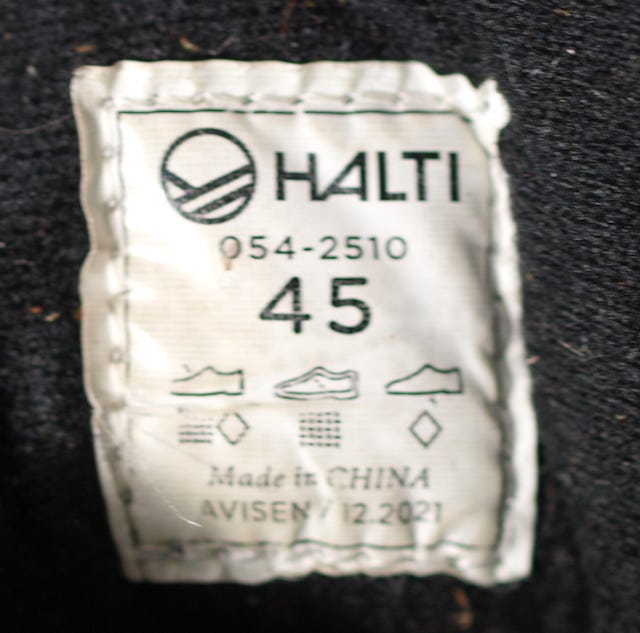 HALTI
054-2510
45
Made in CHINA
AVISEN / 12.2021